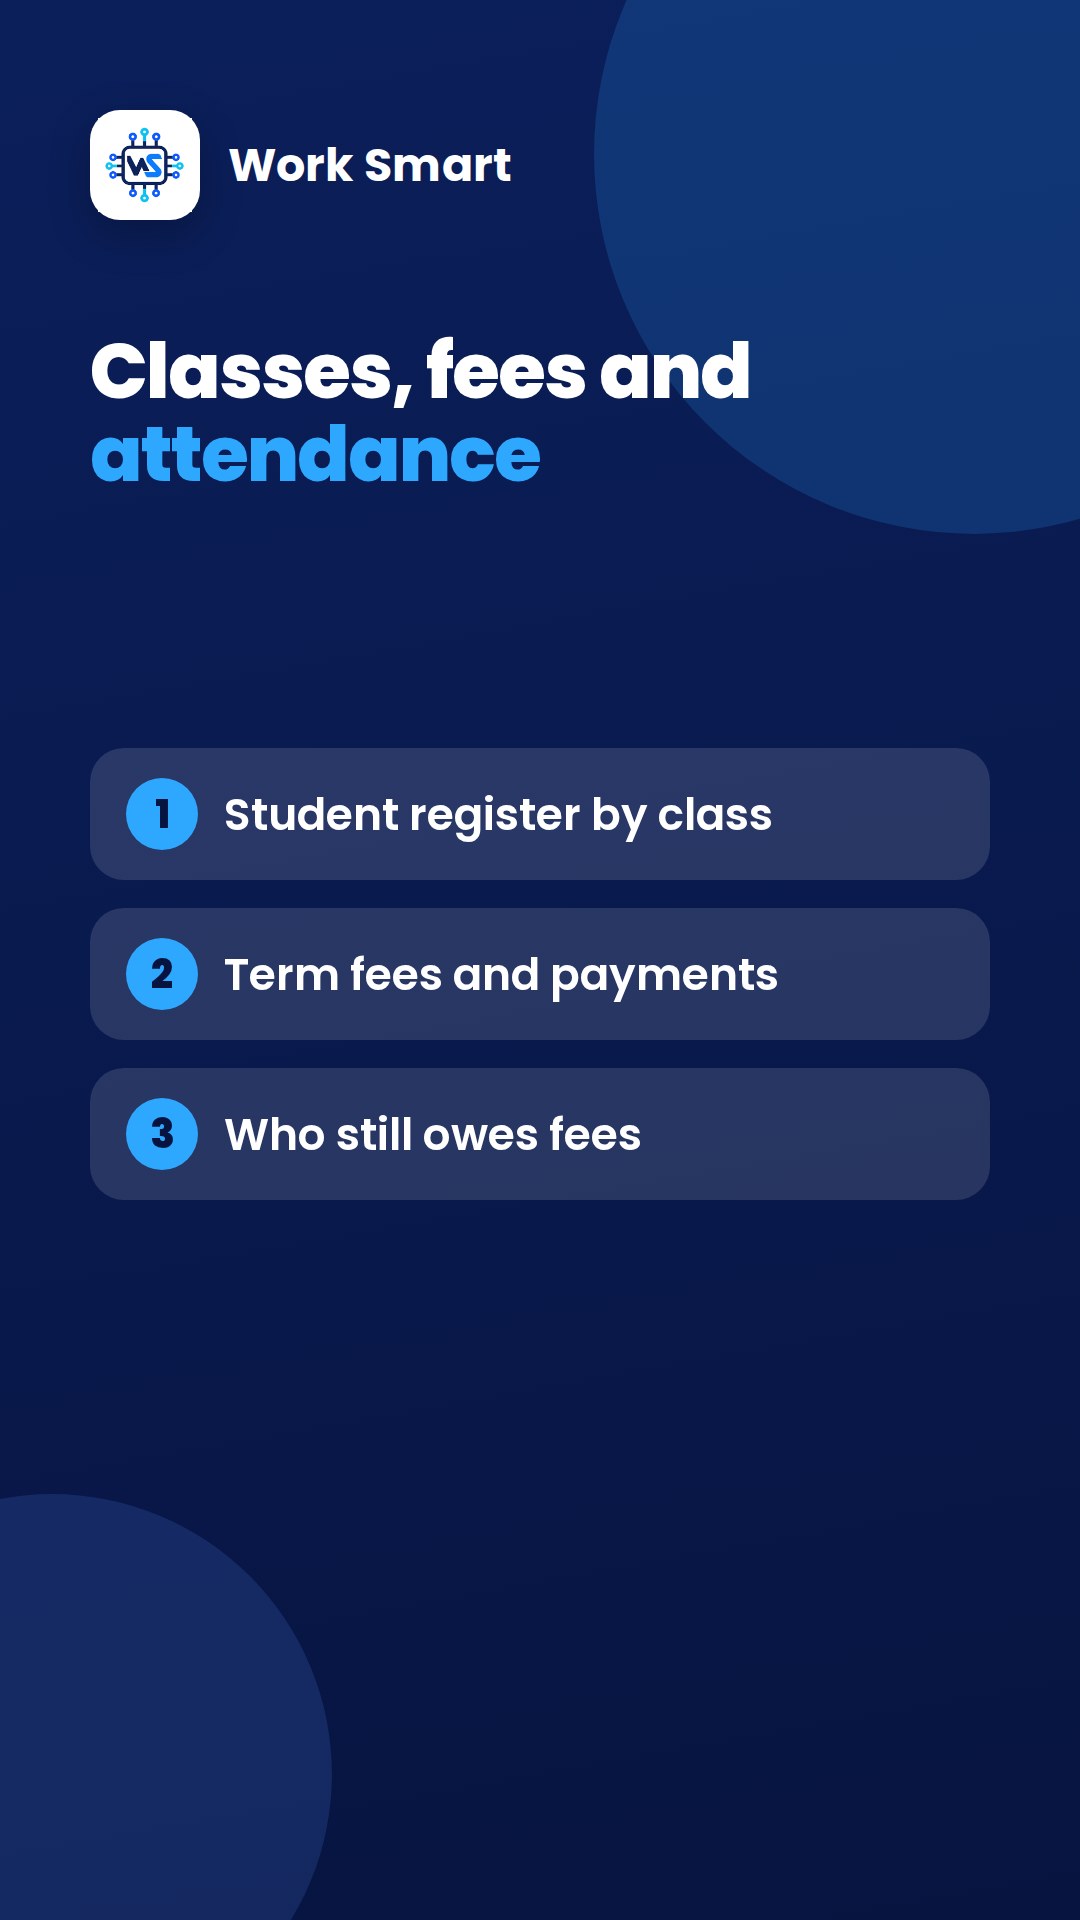 WS
Work Smart
Classes, fees and
attendance
1 Student register by class
2 Term fees and payments
3 Who still owes fees